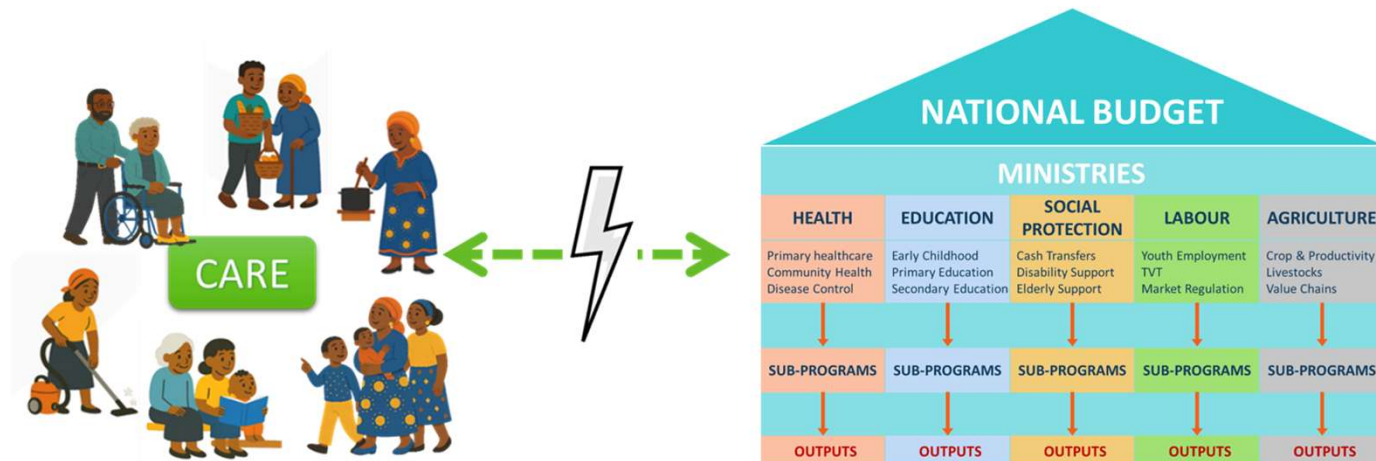 CARE
NATIONAL BUDGET
MINISTRIES
HEALTH
Primary healthcare
Community Health
Disease Control
SUB-PROGRAMS
OUTPUTS
EDUCATION
Early Childhood
Primary Education
Secondary Education
SUB-PROGRAMS
OUTPUTS
SOCIAL
PROTECTION
Cash Transfers
Disability Support
Elderly Support
SUB-PROGRAMS
OUTPUTS
LABOUR
Youth Employment
TVT
Market Regulation
SUB-PROGRAMS
OUTPUTS
AGRICULTURE
Crop & Productivity
Livestocks
Value Chains
SUB-PROGRAMS
OUTPUTS